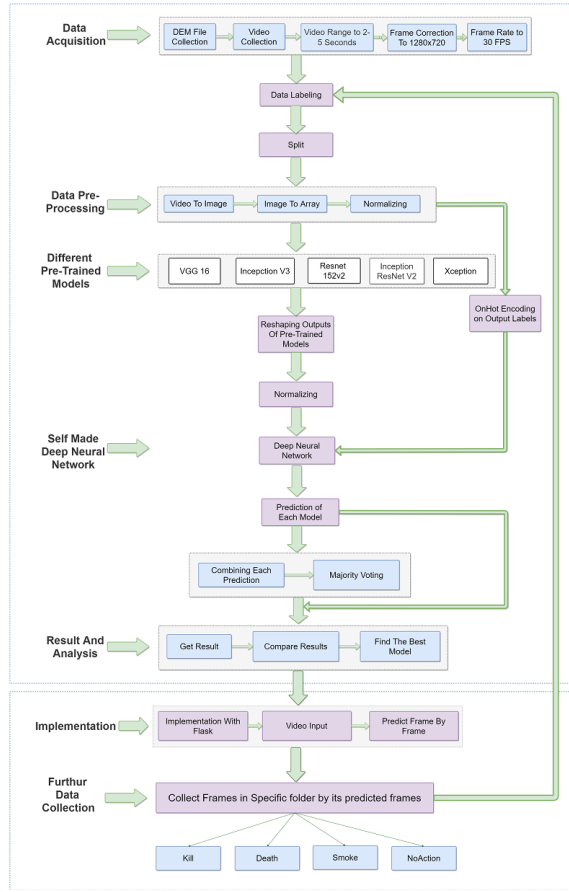 Data
Acquisition
DEM File
Collection
Video
Collection
Video Range to 2-
5 Seconds
Frame Correction
To 1280x720
Frame Rate to
30 FPS
Data Labeling
Split
Data Pre-
Processing
Video To Image
Image To Array
Normalizing
Different
Pre-Trained
Models
VGG 16
Incepction V3
Resnet
152v2
Inception
ResNet V2
Xception
OnHot Encoding
on Output Labels
Reshaping Outputs
Of Pre-Trained
Models
Normalizing
Self Made
Deep Neural
Network
Deep Neural
Network
Prediction of
Each Model
Combining Each
Prediction
Majority Voting
Result And
Analysis
Get Result
Compare Results
Find The Best
Model
Implementation
Implementation With
Flask
Video Input
Predict Frame By
Frame
Furthur
Data
Collection
Collect Frames in Specific folder by its predicted frames
Kill
Death
Smoke
NoAction